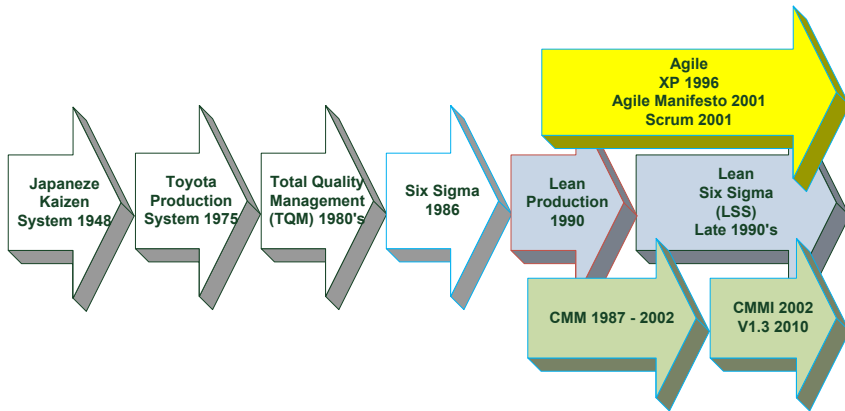 Agile
XP 1996
Agile Manifesto 2001
Scrum 2001
Japaneze
Kaizen
System 1948
Toyota
Production
System 1975
Total Quality
Management
(TQM) 1980's
Six Sigma
1986
Lean
Production
1990
Lean
Six Sigma
(LSS)
Late 1990's
CMM 1987 - 2002
CMMI 2002
V1.3 2010